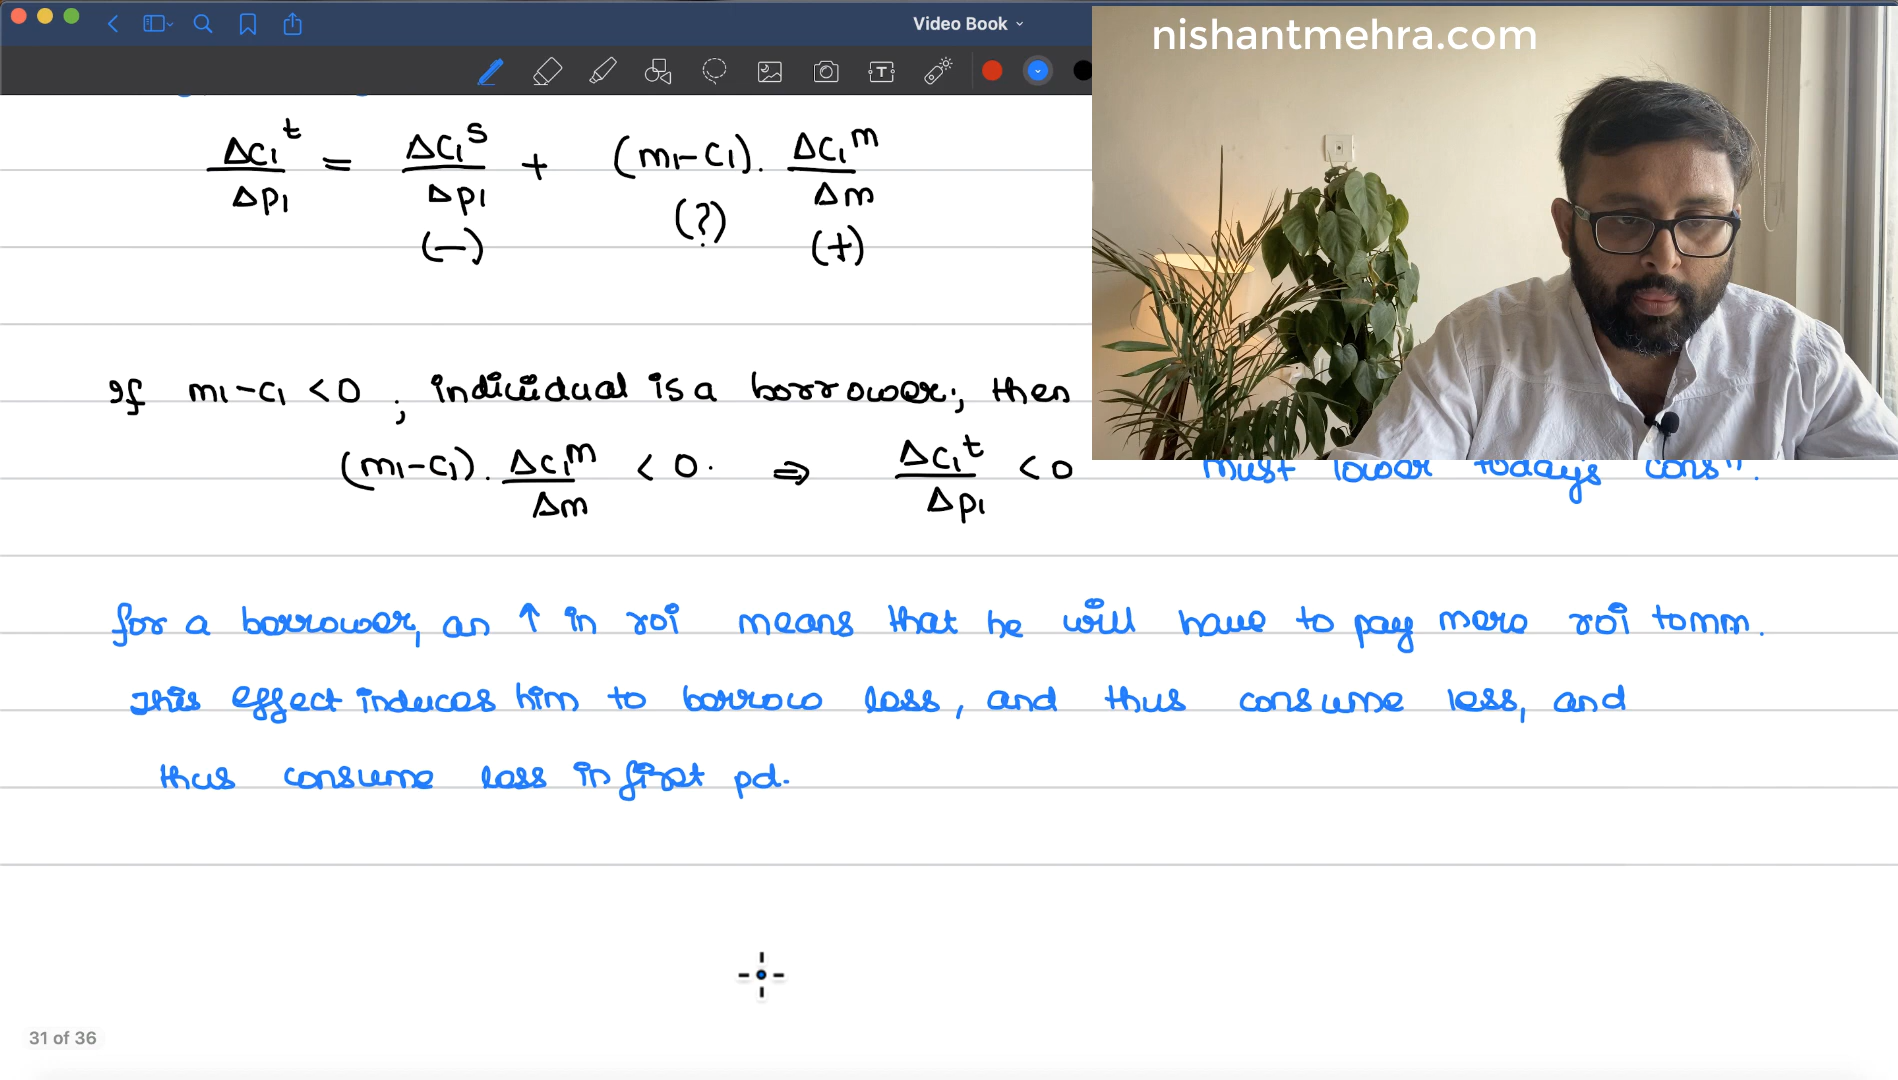 Video Book
nishantmehra.com
Δc₁ᵗ/Δp₁ = Δc₁ˢ/Δp₁ + (m₁-c₁). Δc₁ᵐ/Δm
(-) (?) (+)
If m₁-c₁ <0 ; individual is a borrower; then
(m₁-c₁). Δc₁ᵐ/Δm < 0. ⇒ Δc₁ᵗ/Δp₁ < 0 must lower todays consⁿ.
for a borrower, an ↑ in roi means that he will have to pay more roi tomm.
This effect induces him to borrow less, and thus consume less, and
thus consume less in first pd.
31 of 36